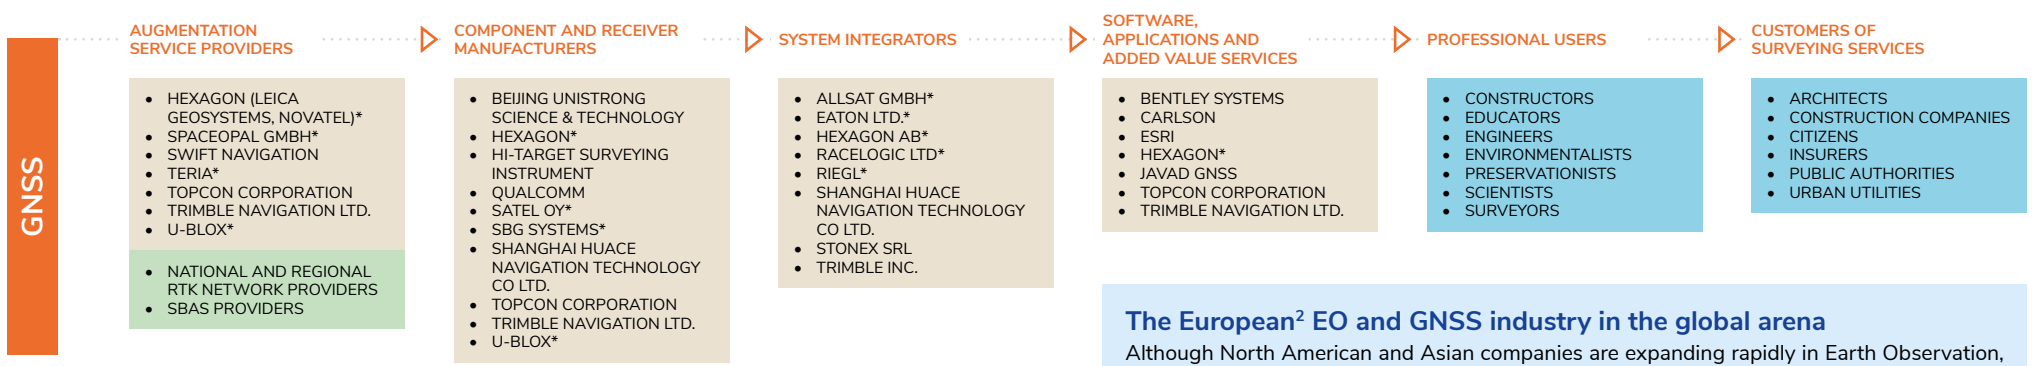 GNSS
AUGMENTATION
SERVICE PROVIDERS
• HEXAGON (LEICA
GEOSYSTEMS, NOVATEL)*
• SPACEOPAL GMBH*
• SWIFT NAVIGATION
• TERIA*
• TOPCON CORPORATION
• TRIMBLE NAVIGATION LTD.
• U-BLOX*
• NATIONAL AND REGIONAL
RTK NETWORK PROVIDERS
• SBAS PROVIDERS
COMPONENT AND RECEIVER
MANUFACTURERS
• BEIJING UNISTRONG
SCIENCE & TECHNOLOGY
• HEXAGON*
• HI-TARGET SURVEYING
INSTRUMENT
• QUALCOMM
• SATEL OY*
• SBG SYSTEMS*
• SHANGHAI HUACE
NAVIGATION TECHNOLOGY
CO LTD.
• TOPCON CORPORATION
• TRIMBLE NAVIGATION LTD.
• U-BLOX*
SYSTEM INTEGRATORS
• ALLSAT GMBH*
• EATON LTD.*
• HEXAGON AB*
• RACELOGIC LTD*
• RIEGL*
• SHANGHAI HUACE
NAVIGATION TECHNOLOGY
CO LTD.
• STONEX SRL
• TRIMBLE INC.
SOFTWARE,
APPLICATIONS AND
ADDED VALUE SERVICES
• BENTLEY SYSTEMS
• CARLSON
• ESRI
• HEXAGON*
• JAVAD GNSS
• TOPCON CORPORATION
• TRIMBLE NAVIGATION LTD.
PROFESSIONAL USERS
• CONSTRUCTORS
• EDUCATORS
• ENGINEERS
• ENVIRONMENTALISTS
• PRESERVATIONISTS
• SCIENTISTS
• SURVEYORS
CUSTOMERS OF
SURVEYING SERVICES
• ARCHITECTS
• CONSTRUCTION COMPANIES
• CITIZENS
• INSURERS
• PUBLIC AUTHORITIES
• URBAN UTILITIES
The European² EO and GNSS industry in the global arena
Although North American and Asian companies are expanding rapidly in Earth Observation,